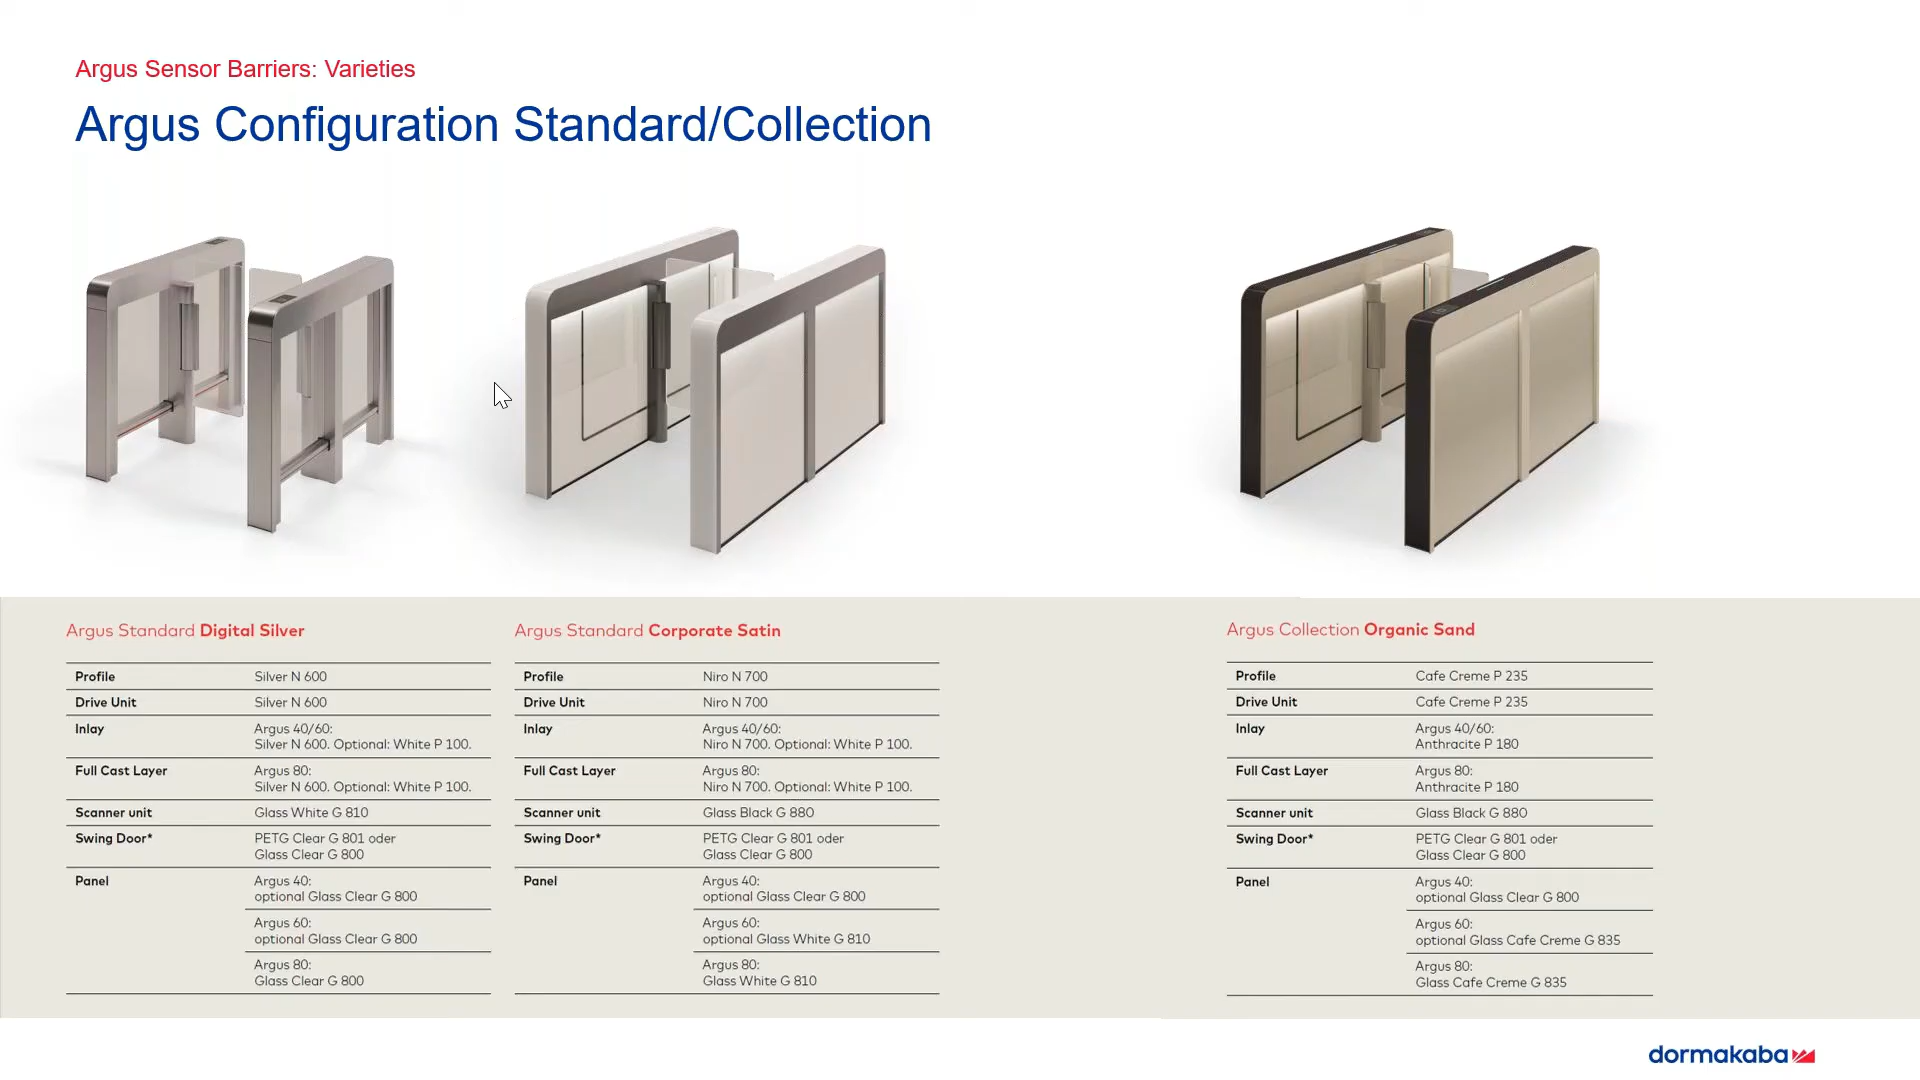 Argus Sensor Barriers: Varieties
Argus Configuration Standard/Collection
Argus Standard Digital Silver
Profile Silver N 600
Drive Unit Silver N 600
Inlay Argus 40/60:
Silver N 600. Optional: White P 100.
Full Cast Layer Argus 80:
Silver N 600. Optional: White P 100.
Scanner unit Glass White G 810
Swing Door* PETG Clear G 801 oder
Glass Clear G 800
Panel Argus 40:
optional Glass Clear G 800
Argus 60:
optional Glass Clear G 800
Argus 80:
Glass Clear G 800
Argus Standard Corporate Satin
Profile Niro N 700
Drive Unit Niro N 700
Inlay Argus 40/60:
Niro N 700. Optional: White P 100.
Full Cast Layer Argus 80:
Niro N 700. Optional: White P 100.
Scanner unit Glass Black G 880
Swing Door* PETG Clear G 801 oder
Glass Clear G 800
Panel Argus 40:
optional Glass Clear G 800
Argus 60:
optional Glass White G 810
Argus 80:
Glass White G 810
Argus Collection Organic Sand
Profile Cafe Creme P 235
Drive Unit Cafe Creme P 235
Inlay Argus 40/60:
Anthracite P 180
Full Cast Layer Argus 80:
Anthracite P 180
Scanner unit Glass Black G 880
Swing Door* PETG Clear G 801 oder
Glass Clear G 800
Panel Argus 40:
optional Glass Clear G 800
Argus 60:
optional Glass Cafe Creme G 835
Argus 80:
Glass Cafe Creme G 835
dormakaba